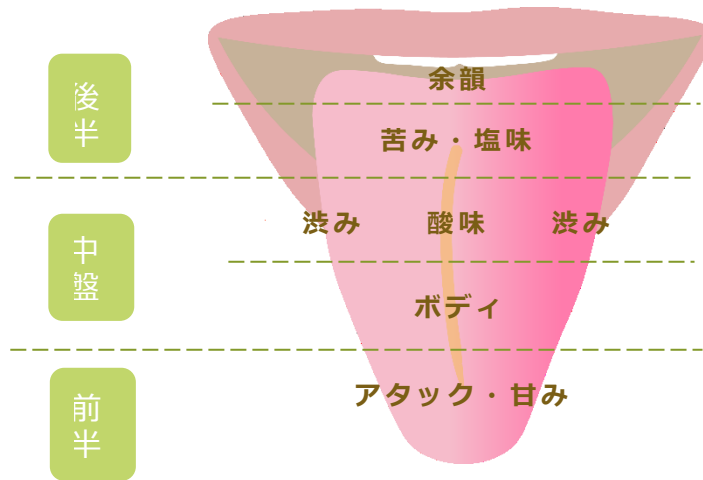 余韻
後半
苦み・塩味
渋み 酸味 渋み
中盤
ボディ
前半
アタック・甘み